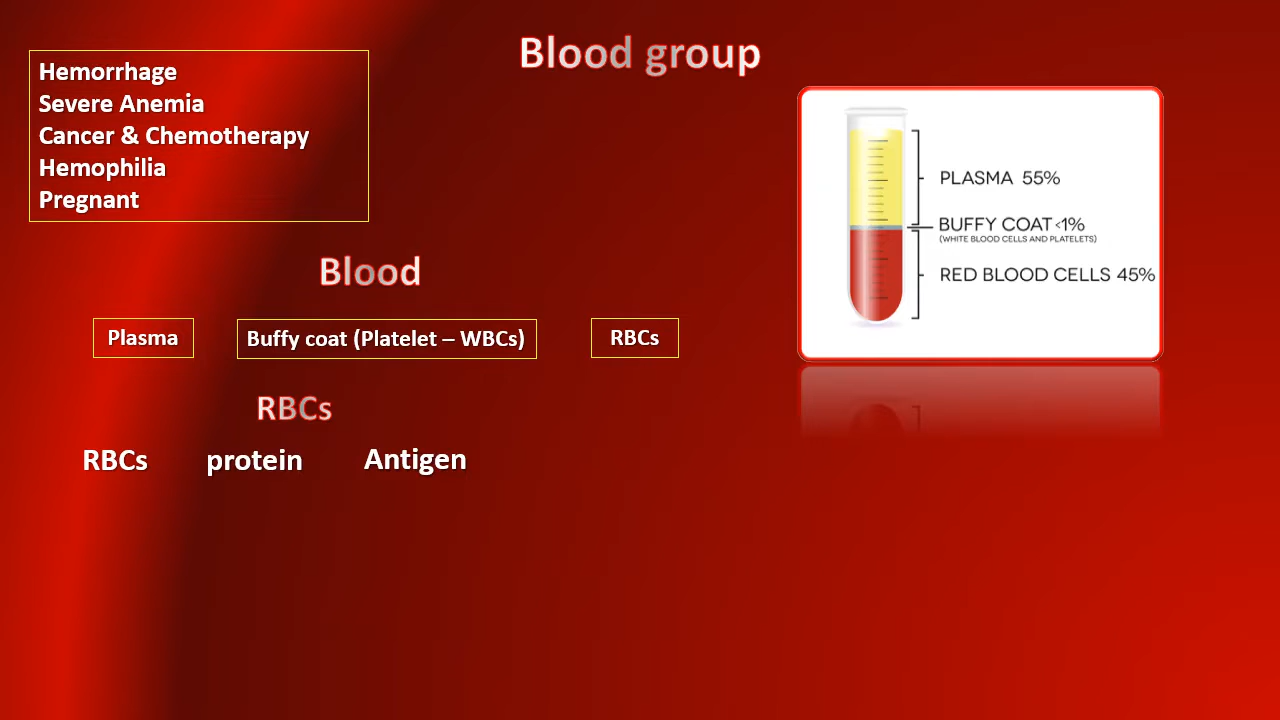 Blood group
Hemorrhage
Severe Anemia
Cancer & Chemotherapy
Hemophilia
Pregnant
PLASMA 55%
BUFFY COAT <1%
(WHITE BLOOD CELLS AND PLATELETS)
RED BLOOD CELLS 45%
Blood
Plasma
Buffy coat (Platelet – WBCs)
RBCs
RBCs
RBCs protein Antigen